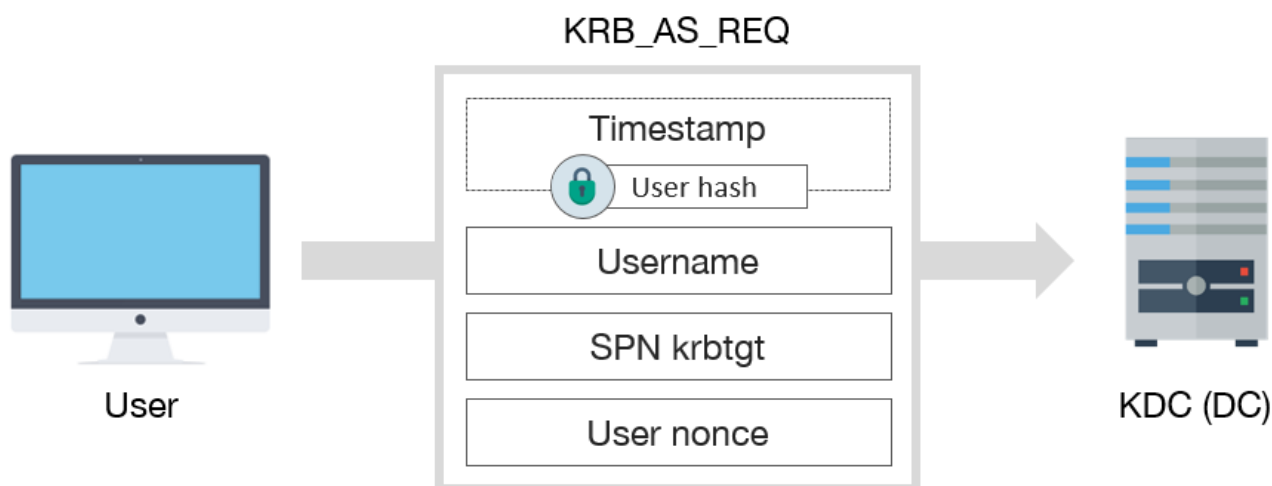 KRB_AS_REQ
Timestamp
User hash
Username
SPN krbtgt
User nonce
User
KDC (DC)